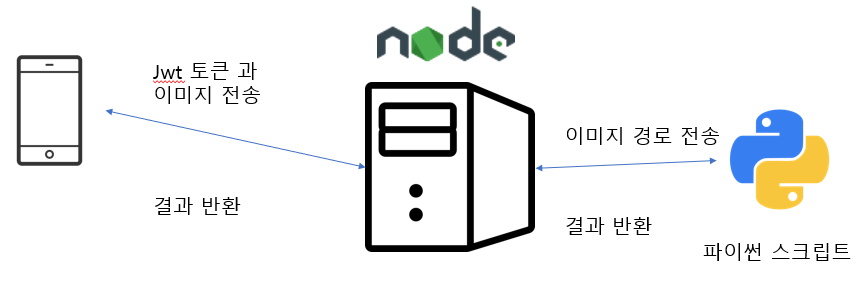 node
Jwt 토큰 과
이미지 전송
결과 반환
이미지 경로 전송
결과 반환
파이썬 스크립트